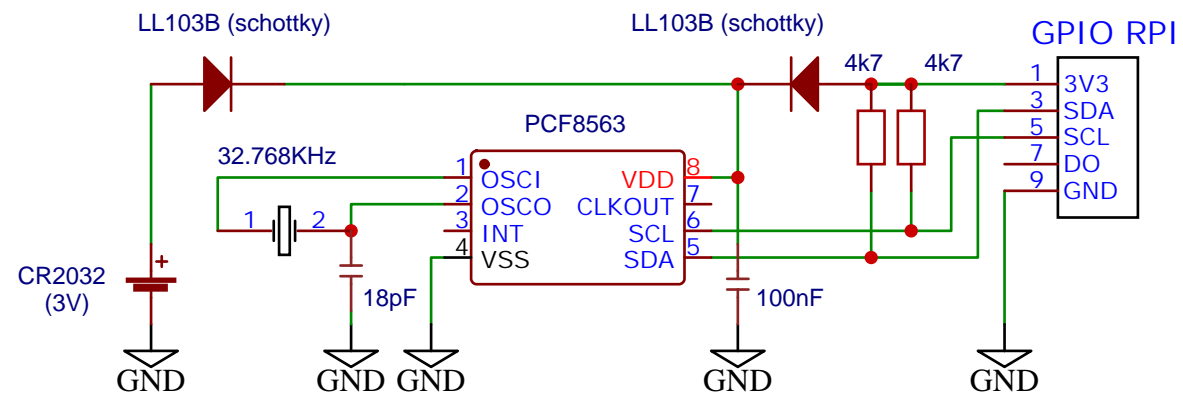 LL103B (schottky)
LL103B (schottky)
GPIO RPI
4k7
4k7
1 3V3
3 SDA
5 SCL
7 DO
9 GND
PCF8563
32.768KHz
1 OSCI
2 OSCO
3 INT
4 VSS
VDD 8
CLKOUT 7
SCL 6
SDA 5
1 2
+
CR2032
(3V)
18pF
100nF
GND
GND
GND
GND
GND